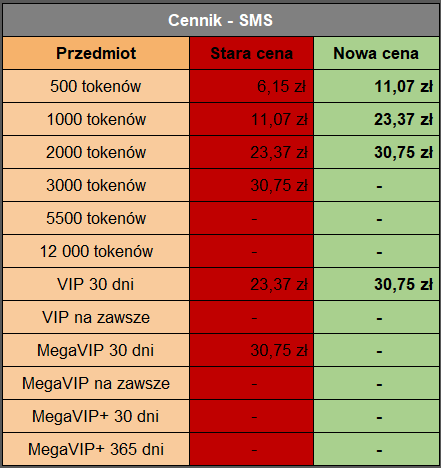 Cennik - SMS
Przedmiot Stara cena Nowa cena
500 tokenów 6,15 zł 11,07 zł
1000 tokenów 11,07 zł 23,37 zł
2000 tokenów 23,37 zł 30,75 zł
3000 tokenów 30,75 zł -
5500 tokenów - -
12 000 tokenów - -
VIP 30 dni 23,37 zł 30,75 zł
VIP na zawsze - -
MegaVIP 30 dni 30,75 zł -
MegaVIP na zawsze - -
MegaVIP+ 30 dni - -
MegaVIP+ 365 dni - -